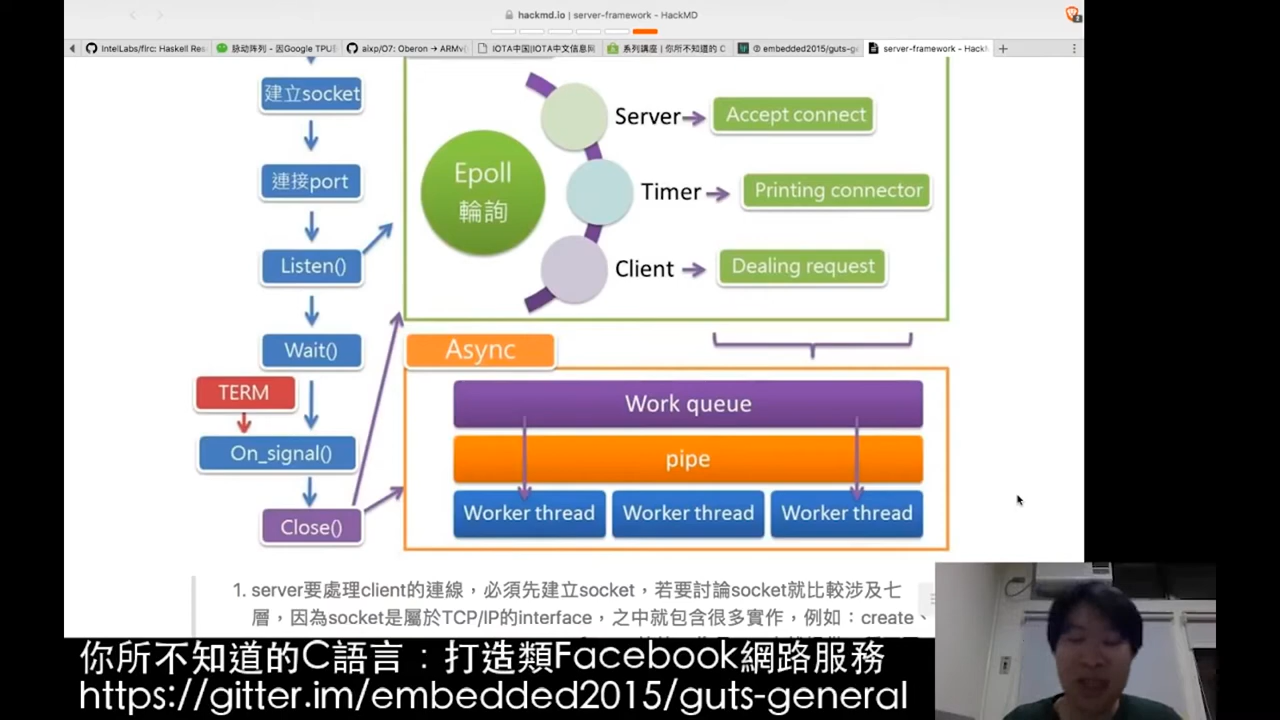 hackmd.io | server-framework - HackMD
IntelLabs/flrc: Haskell Res
脉动阵列 - 因Google TPU
aixp/O7: Oberon → ARMv
IOTA中国|IOTA中文信息网
系列講座 | 你所不知道的 C
② embedded2015/guts-g
server-framework - HackM
建立socket
連接port
Listen()
Wait()
TERM
On_signal()
Close()
Epoll
輪詢
Server
Accept connect
Timer
Printing connector
Client
Dealing request
Async
Work queue
pipe
Worker thread Worker thread Worker thread
1. server要處理client的連線，必須先建立socket，若要討論socket就比較涉及七
層，因為socket是屬於TCP/IP的interface，之中就包含很多實作，例如：create、
你所不知道的C語言：打造類Facebook網路服務
https://gitter.im/embedded2015/guts-general